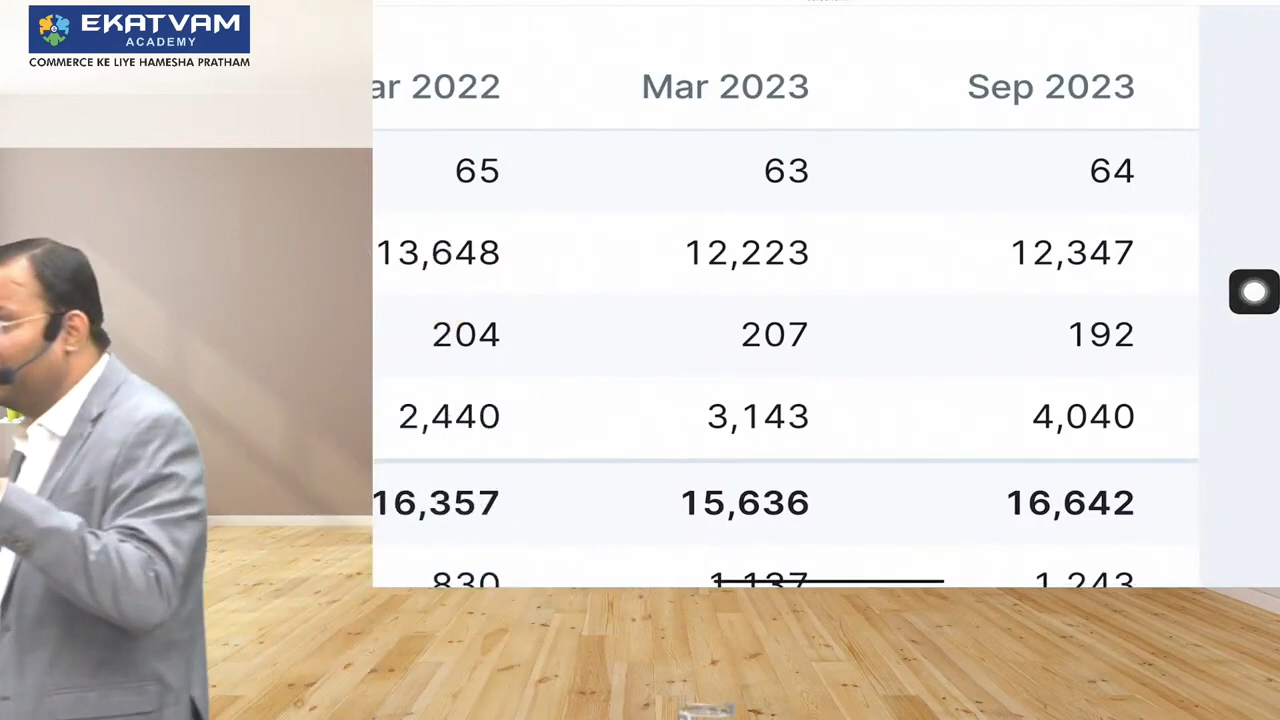 EKATVAM
ACADEMY
COMMERCE KE LIYE HAMESHA PRATHAM
ar 2022 Mar 2023 Sep 2023
65 63 64
13,648 12,223 12,347
204 207 192
2,440 3,143 4,040
16,357 15,636 16,642
830 1,137 1,243